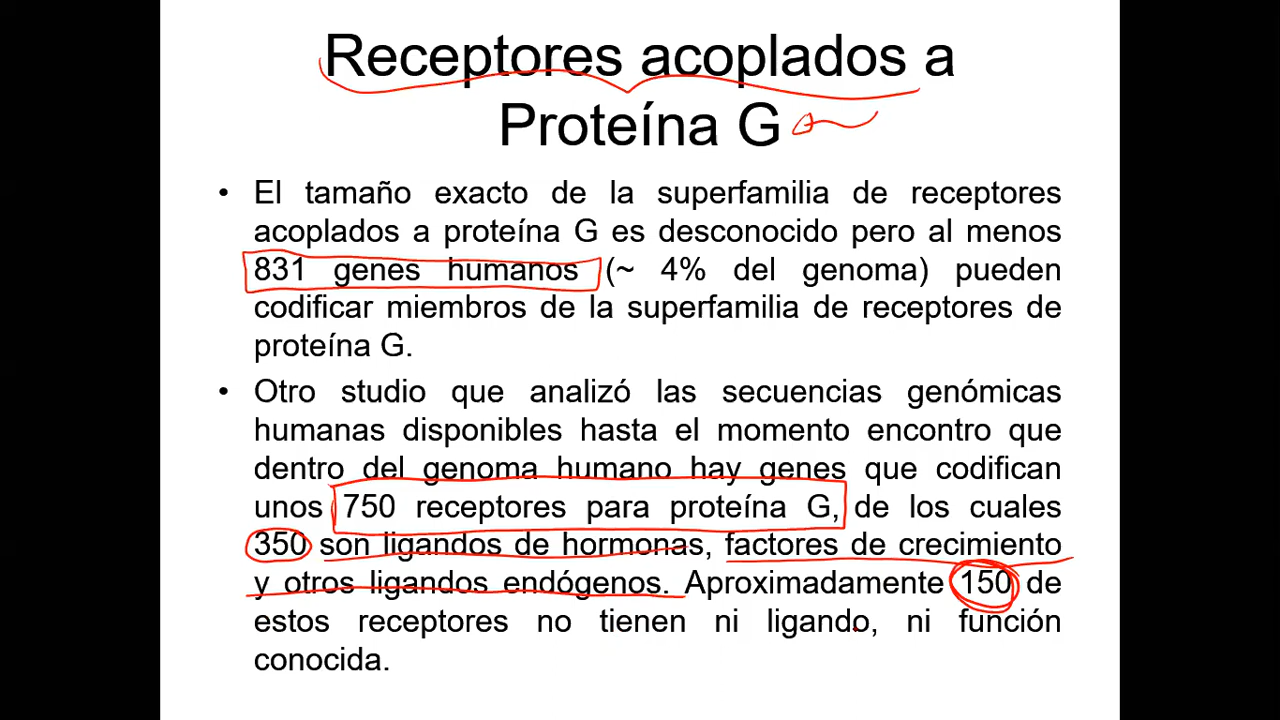 Receptores acoplados a
Proteína G
• El tamaño exacto de la superfamilia de receptores
acoplados a proteína G es desconocido pero al menos
831 genes humanos (~ 4% del genoma) pueden
codificar miembros de la superfamilia de receptores de
proteína G.
• Otro studio que analizó las secuencias genómicas
humanas disponibles hasta el momento encontro que
dentro del genoma humano hay genes que codifican
unos 750 receptores para proteína G, de los cuales
350 son ligandos de hormonas, factores de crecimiento
y otros ligandos endógenos. Aproximadamente 150 de
estos receptores no tienen ni ligando, ni función
conocida.